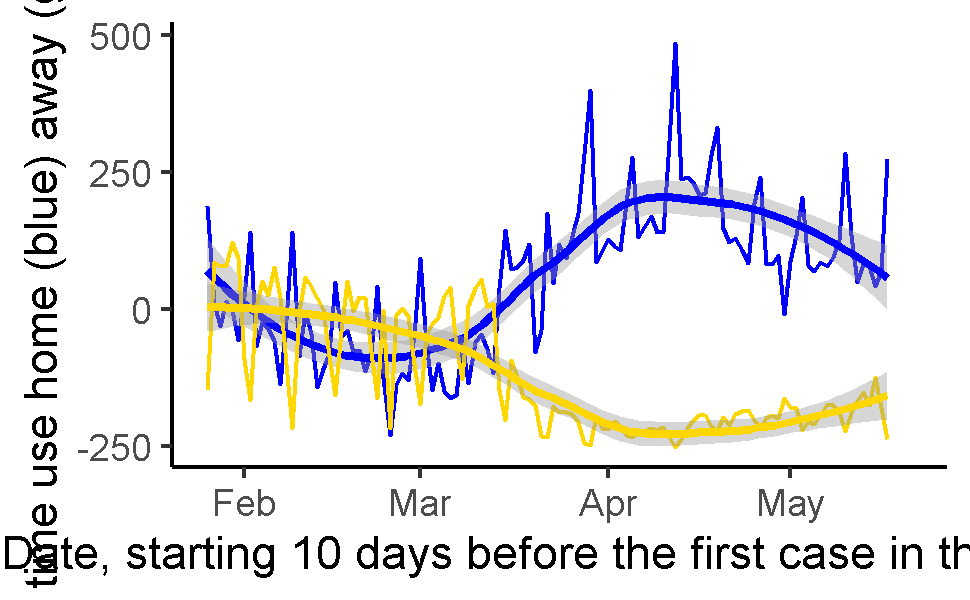 time use home (blue) away (
500
250
0
-250
Feb Mar Apr May
Date, starting 10 days before the first case in